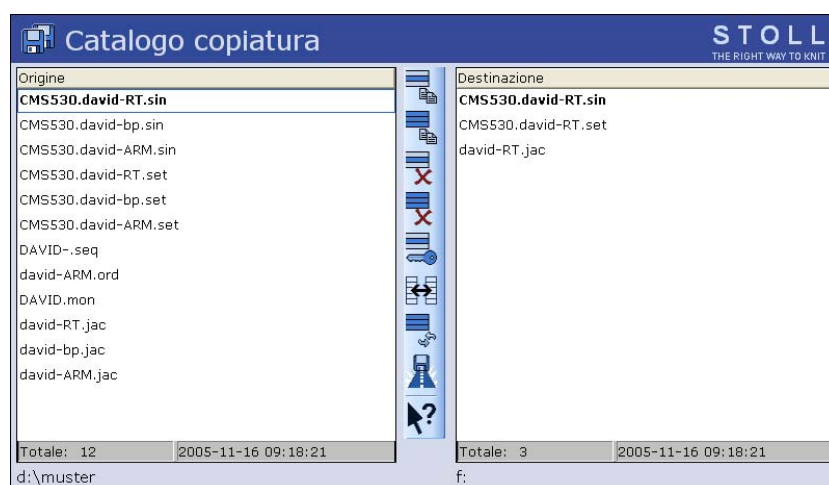 Catalogo copiatura
STOLL
THE RIGHT WAY TO KNIT
Origine
CMS530.david-RT.sin
CMS530.david-bp.sin
CMS530.david-ARM.sin
CMS530.david-RT.set
CMS530.david-bp.set
CMS530.david-ARM.set
DAVID-.seq
david-ARM.ord
DAVID.mon
david-RT.jac
david-bp.jac
david-ARM.jac
Totale: 12 2005-11-16 09:18:21
d:\muster
Destinazione
CMS530.david-RT.sin
CMS530.david-RT.set
david-RT.jac
Totale: 3 2005-11-16 09:18:21
f: